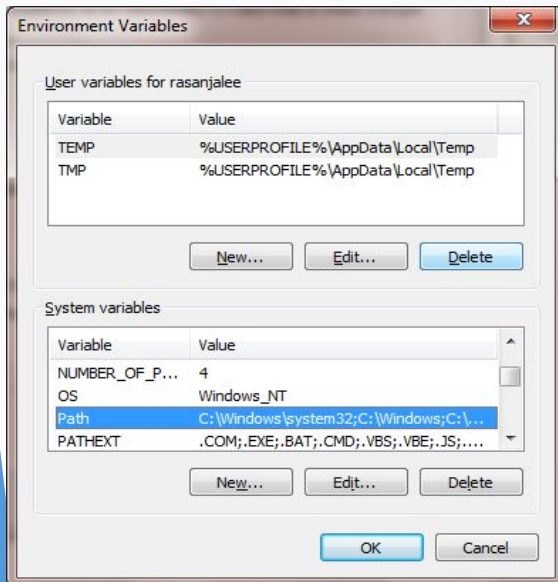 Environment Variables
User variables for rasanjalee
Variable Value
TEMP %USERPROFILE%\AppData\Local\Temp
TMP %USERPROFILE%\AppData\Local\Temp
New... Edit... Delete
System variables
Variable Value
NUMBER_OF_P... 4
OS Windows_NT
Path C:\Windows\system32;C:\Windows;C:\...
PATHEXT .COM;.EXE;.BAT;.CMD;.VBS;.VBE;.JS;....
New... Edit... Delete
OK Cancel